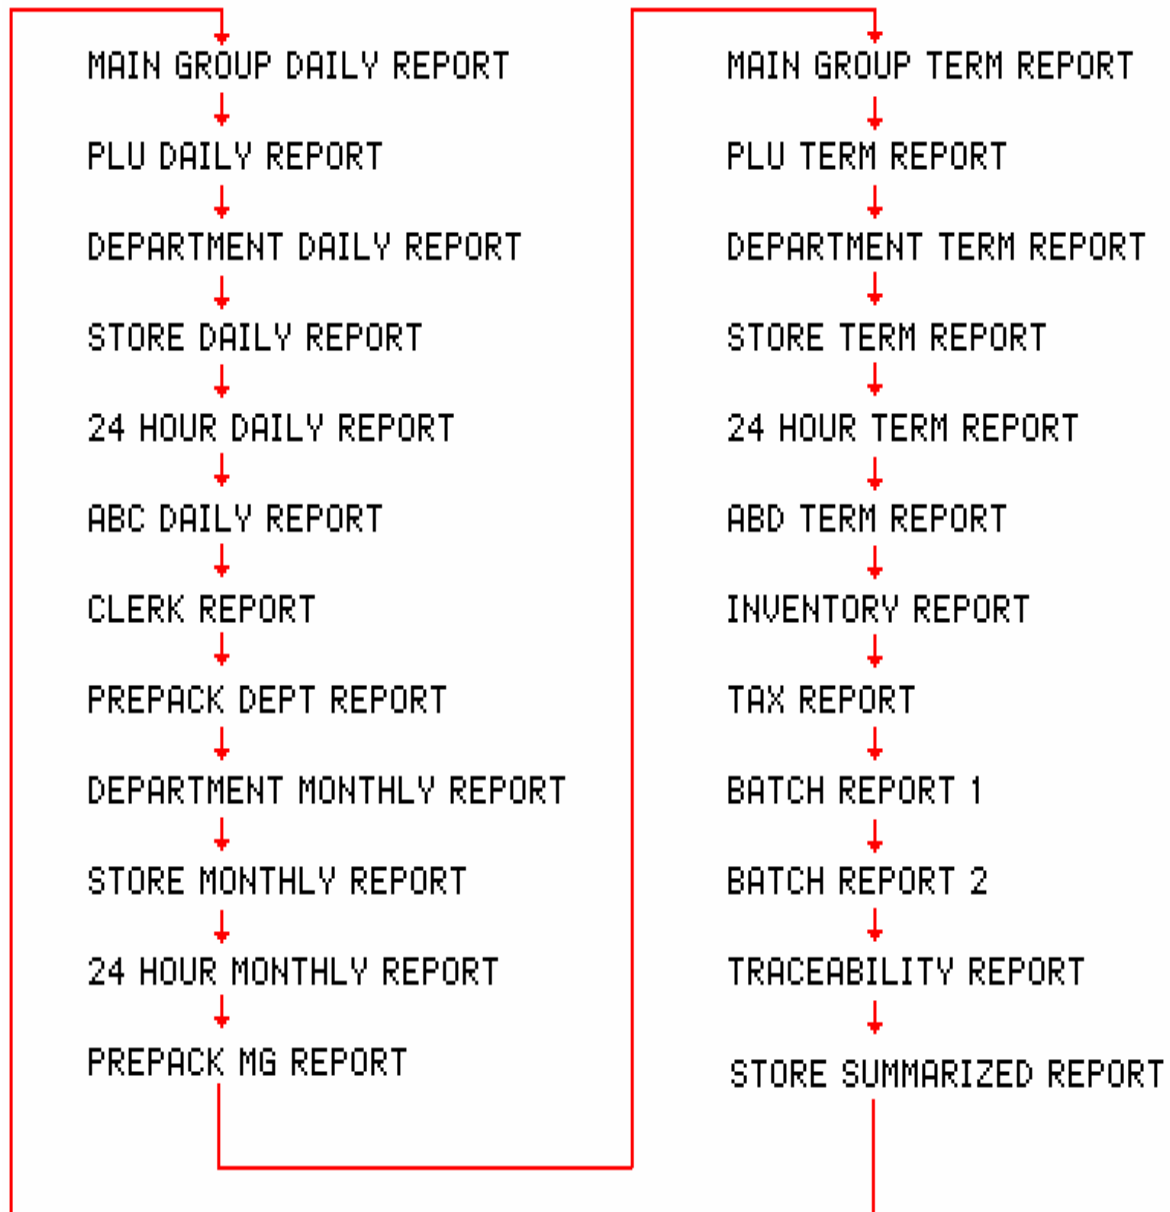 MAIN GROUP DAILY REPORT
PLU DAILY REPORT
DEPARTMENT DAILY REPORT
STORE DAILY REPORT
24 HOUR DAILY REPORT
ABC DAILY REPORT
CLERK REPORT
PREPACK DEPT REPORT
DEPARTMENT MONTHLY REPORT
STORE MONTHLY REPORT
24 HOUR MONTHLY REPORT
PREPACK MG REPORT
MAIN GROUP TERM REPORT
PLU TERM REPORT
DEPARTMENT TERM REPORT
STORE TERM REPORT
24 HOUR TERM REPORT
ABD TERM REPORT
INVENTORY REPORT
TAX REPORT
BATCH REPORT 1
BATCH REPORT 2
TRACEABILITY REPORT
STORE SUMMARIZED REPORT